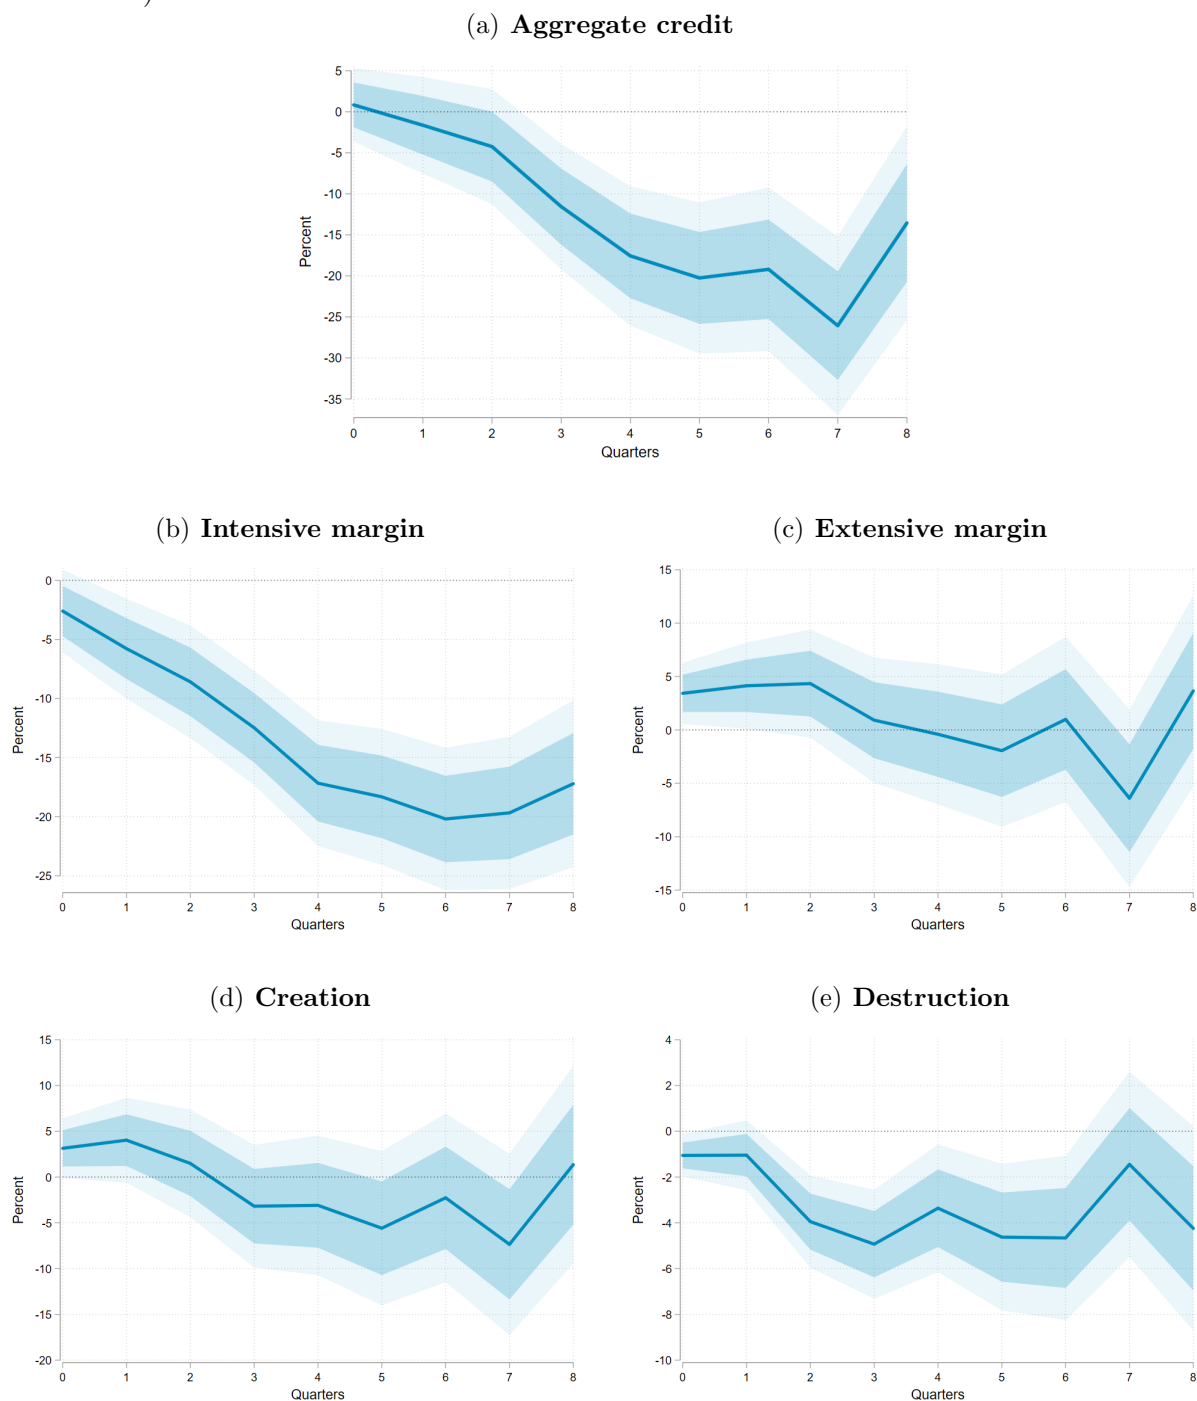 )
(a) Aggregate credit
5
0
-5
-10
-15
-20
-25
-30
-35
Percent
0 1 2 3 4 5 6 7 8
Quarters
(b) Intensive margin
0
-5
-10
-15
-20
-25
Percent
0 1 2 3 4 5 6 7 8
Quarters
(c) Extensive margin
15
10
5
0
-5
-10
-15
Percent
0 1 2 3 4 5 6 7 8
Quarters
(d) Creation
15
10
5
0
-5
-10
-15
-20
Percent
0 1 2 3 4 5 6 7 8
Quarters
(e) Destruction
4
2
0
-2
-4
-6
-8
-10
Percent
0 1 2 3 4 5 6 7 8
Quarters